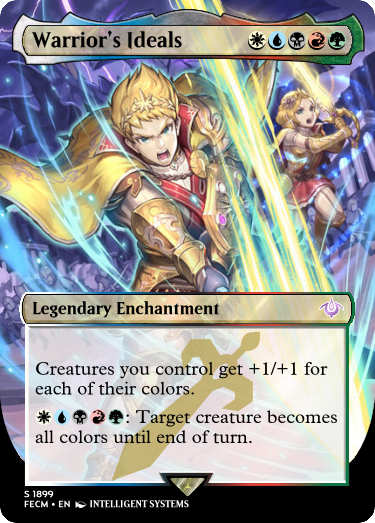 Warrior's Ideals
Legendary Enchantment
Creatures you control get +1/+1 for
each of their colors.
: Target creature becomes
all colors until end of turn.
S 1899
FECM • EN INTELLIGENT SYSTEMS